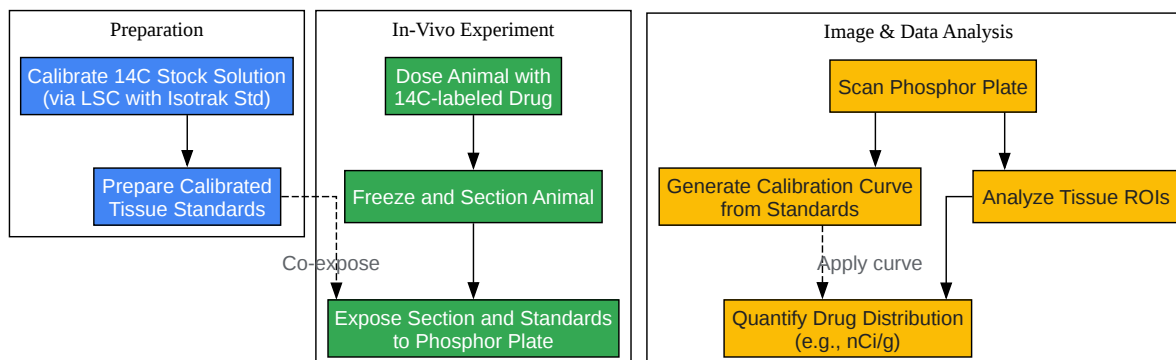 Preparation
Calibrate 14C Stock Solution
(via LSC with Isotrak Std)
Prepare Calibrated
Tissue Standards
Co-expose
In-Vivo Experiment
Dose Animal with
14C-labeled Drug
Freeze and Section Animal
Expose Section and Standards
to Phosphor Plate
Image & Data Analysis
Scan Phosphor Plate
Generate Calibration Curve
from Standards
Analyze Tissue ROIs
Apply curve
Quantify Drug Distribution
(e.g., nCi/g)